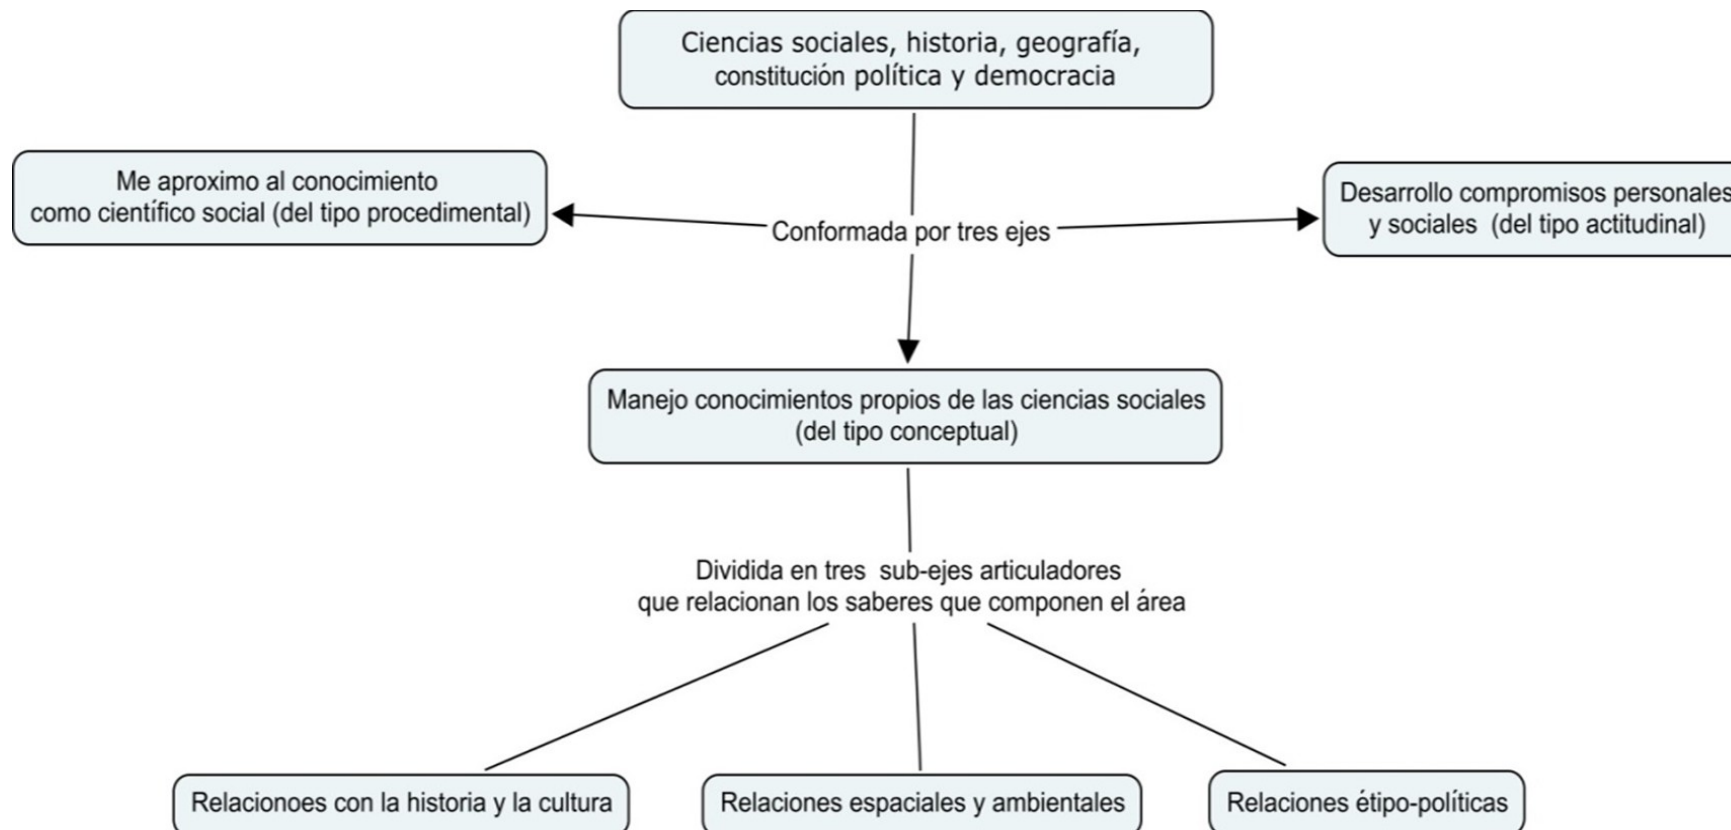 Ciencias sociales, historia, geografía,
constitución política y democracia
Me aproximo al conocimiento
como científico social (del tipo procedimental)
Conformada por tres ejes
Desarrollo compromisos personales
y sociales (del tipo actitudinal)
Manejo conocimientos propios de las ciencias sociales
(del tipo conceptual)
Dividida en tres sub-ejes articuladores
que relacionan los saberes que componen el área
Relacionoes con la historia y la cultura
Relaciones espaciales y ambientales
Relaciones étipo-políticas